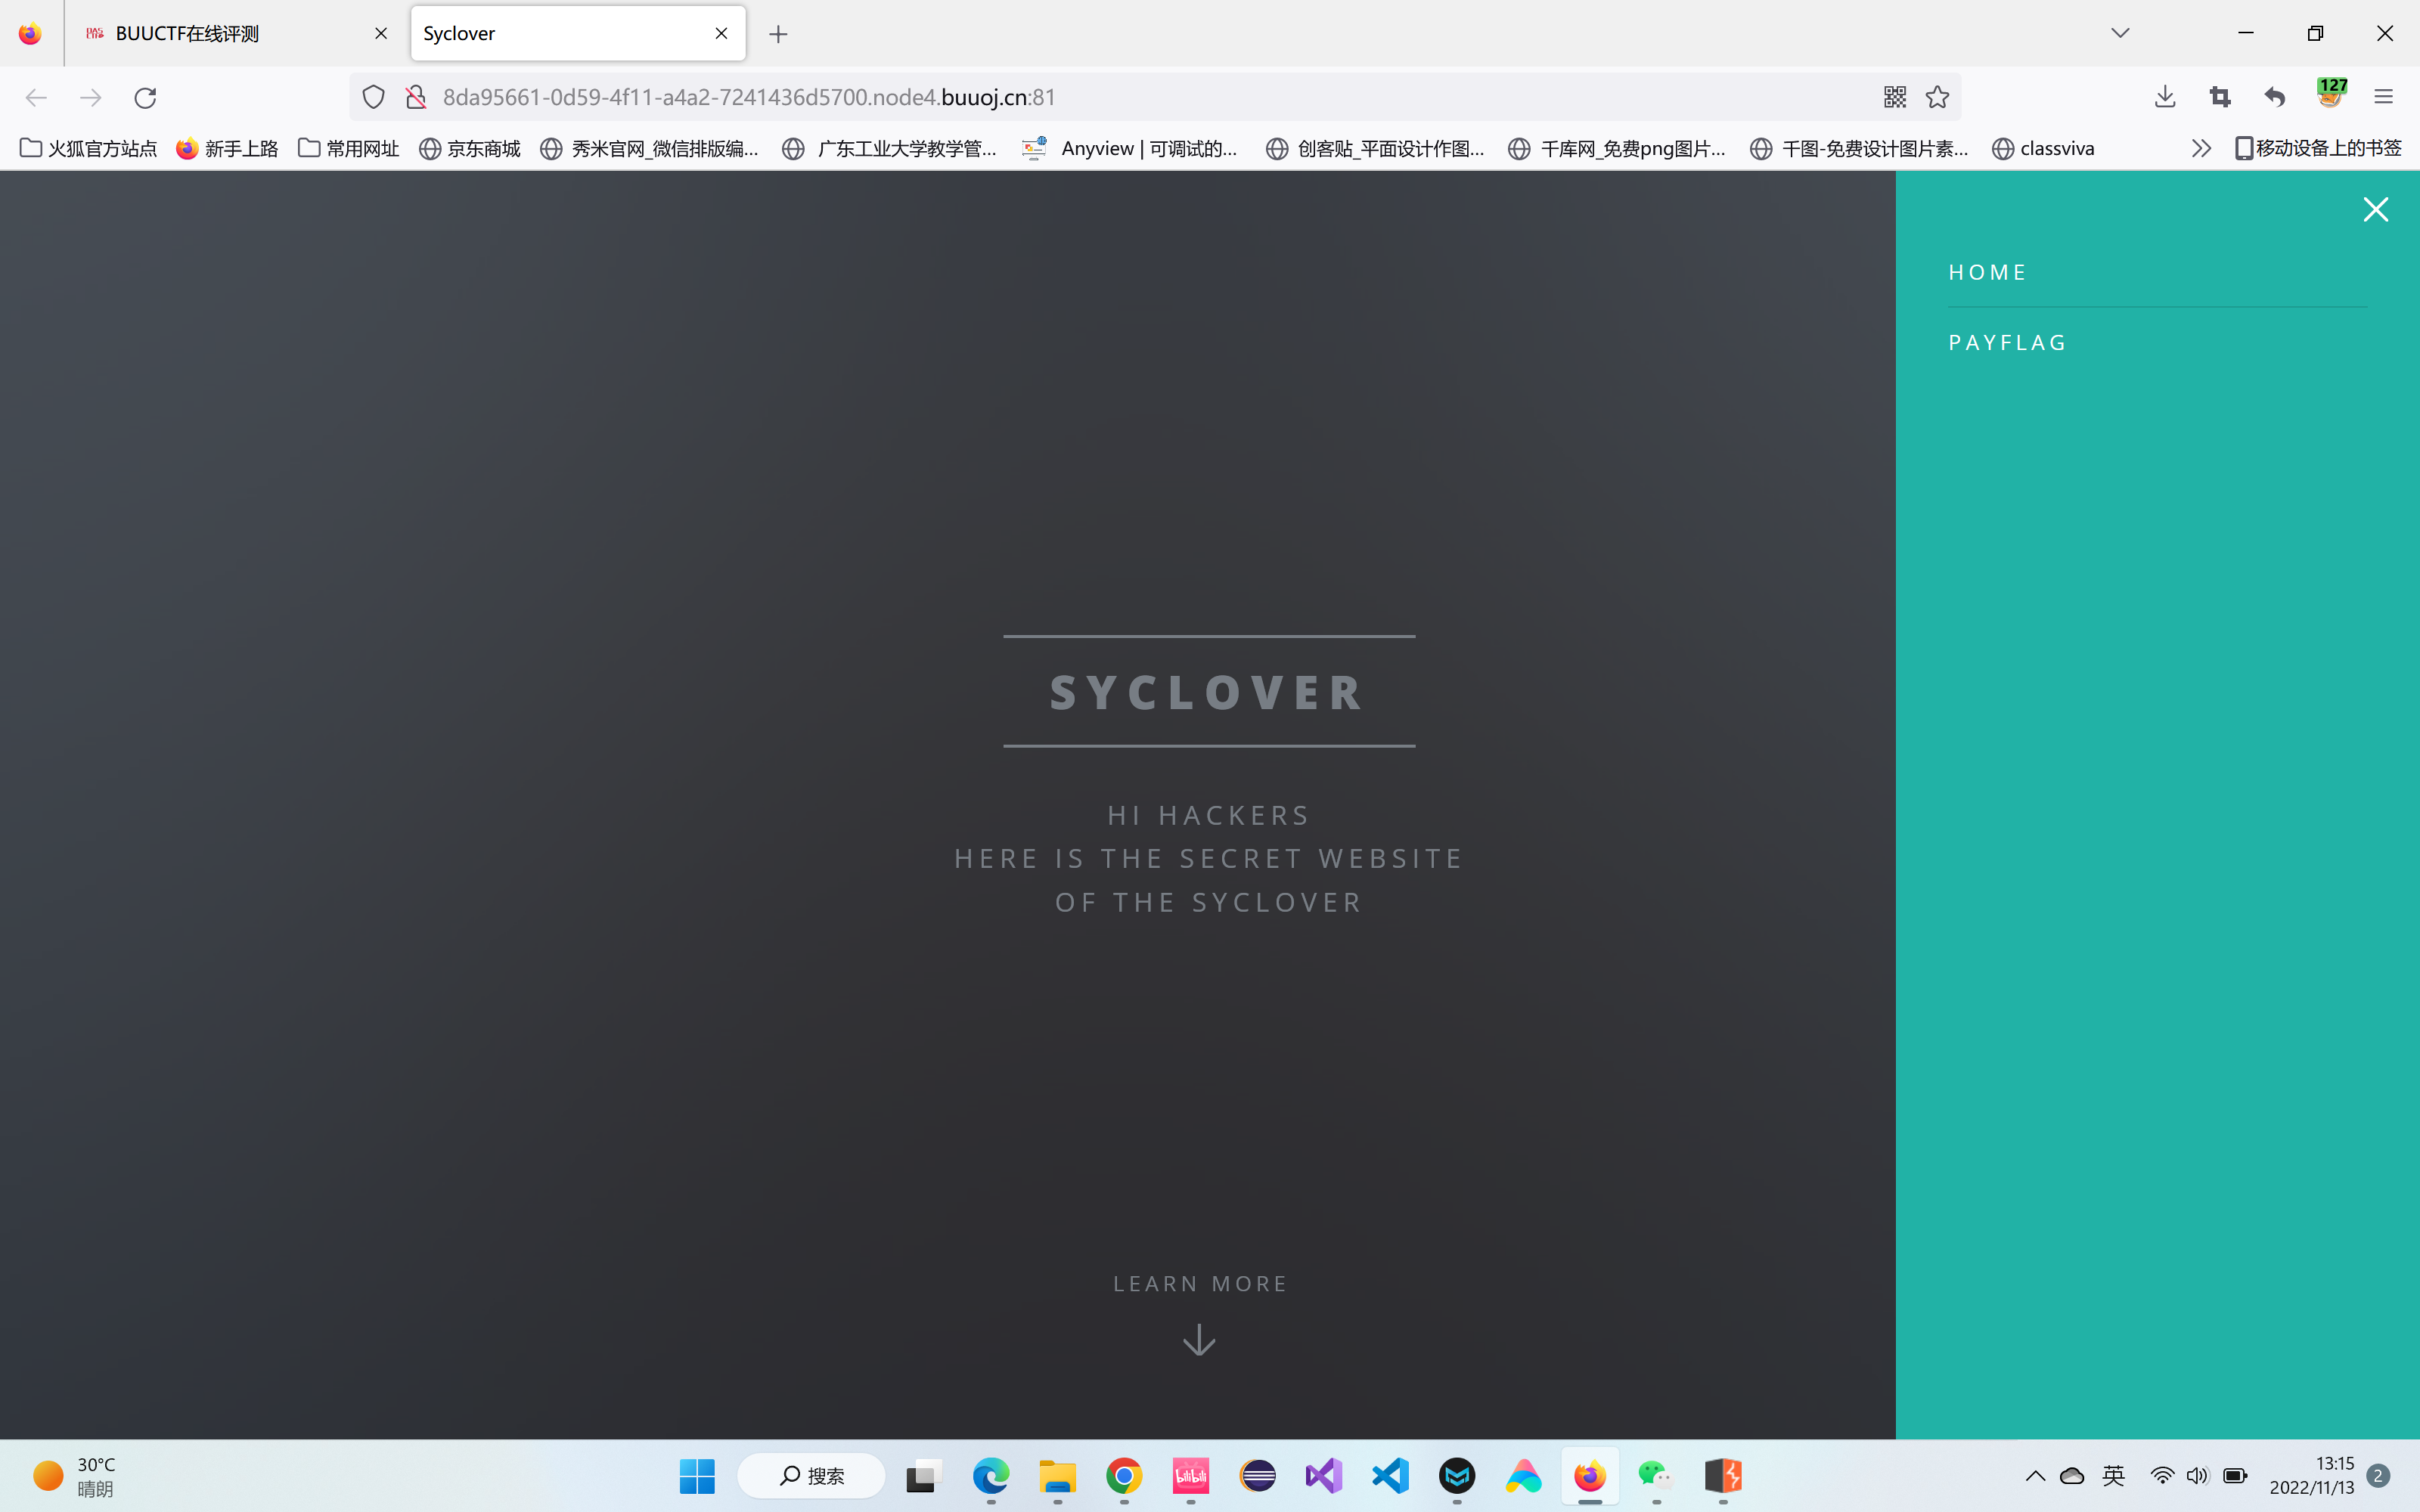 BUUCTF在线评测
Syclover
8da95661-0d59-4f11-a4a2-7241436d5700.node4.buuoj.cn:81
127
火狐官方站点
新手上路
常用网址
京东商城
秀米官网_微信排版编...
广东工业大学教学管...
Anyview | 可调试的...
创客贴_平面设计作图...
千库网_免费png图片...
千图-免费设计图片素...
classviva
移动设备上的书签
HOME
PAYFLAG
SYCLOVER
HI HACKERS
HERE IS THE SECRET WEBSITE
OF THE SYCLOVER
LEARN MORE
30°C
晴朗
搜索
bilibili
英
13:15
2022/11/13
2